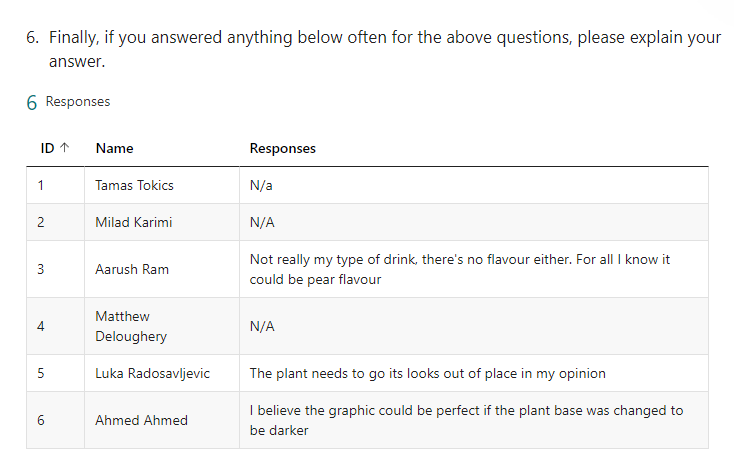 6. Finally, if you answered anything below often for the above questions, please explain your
answer.
6 Responses
ID ↑ Name Responses
1 Tamas Tokics N/a
2 Milad Karimi N/A
3 Aarush Ram Not really my type of drink, there's no flavour either. For all I know it
could be pear flavour
4 Matthew
Deloughery N/A
5 Luka Radosavljevic The plant needs to go its looks out of place in my opinion
6 Ahmed Ahmed I believe the graphic could be perfect if the plant base was changed to
be darker